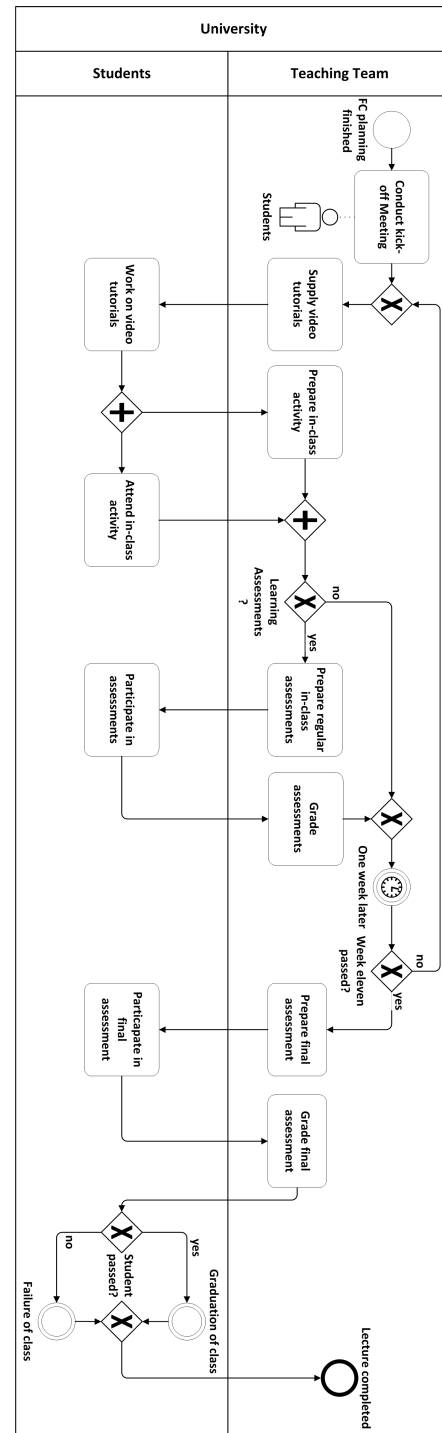 University
Students
Teaching Team
FC planning
finished
Conduct kick-
off Meeting
Students
Supply video
tutorials
Work on video
tutorials
Prepare in-class
activity
Attend in-class
activity
Learning
Assessments
?
no
yes
Prepare regular
in-class
assessments
Participate in
assessments
Grade
assessments
One week later
Week eleven
passed?
no
yes
Prepare final
assessment
Particapate in
final
assessment
Grade final
assessment
Student
passed?
yes
no
Graduation of class
Failure of class
Lecture completed